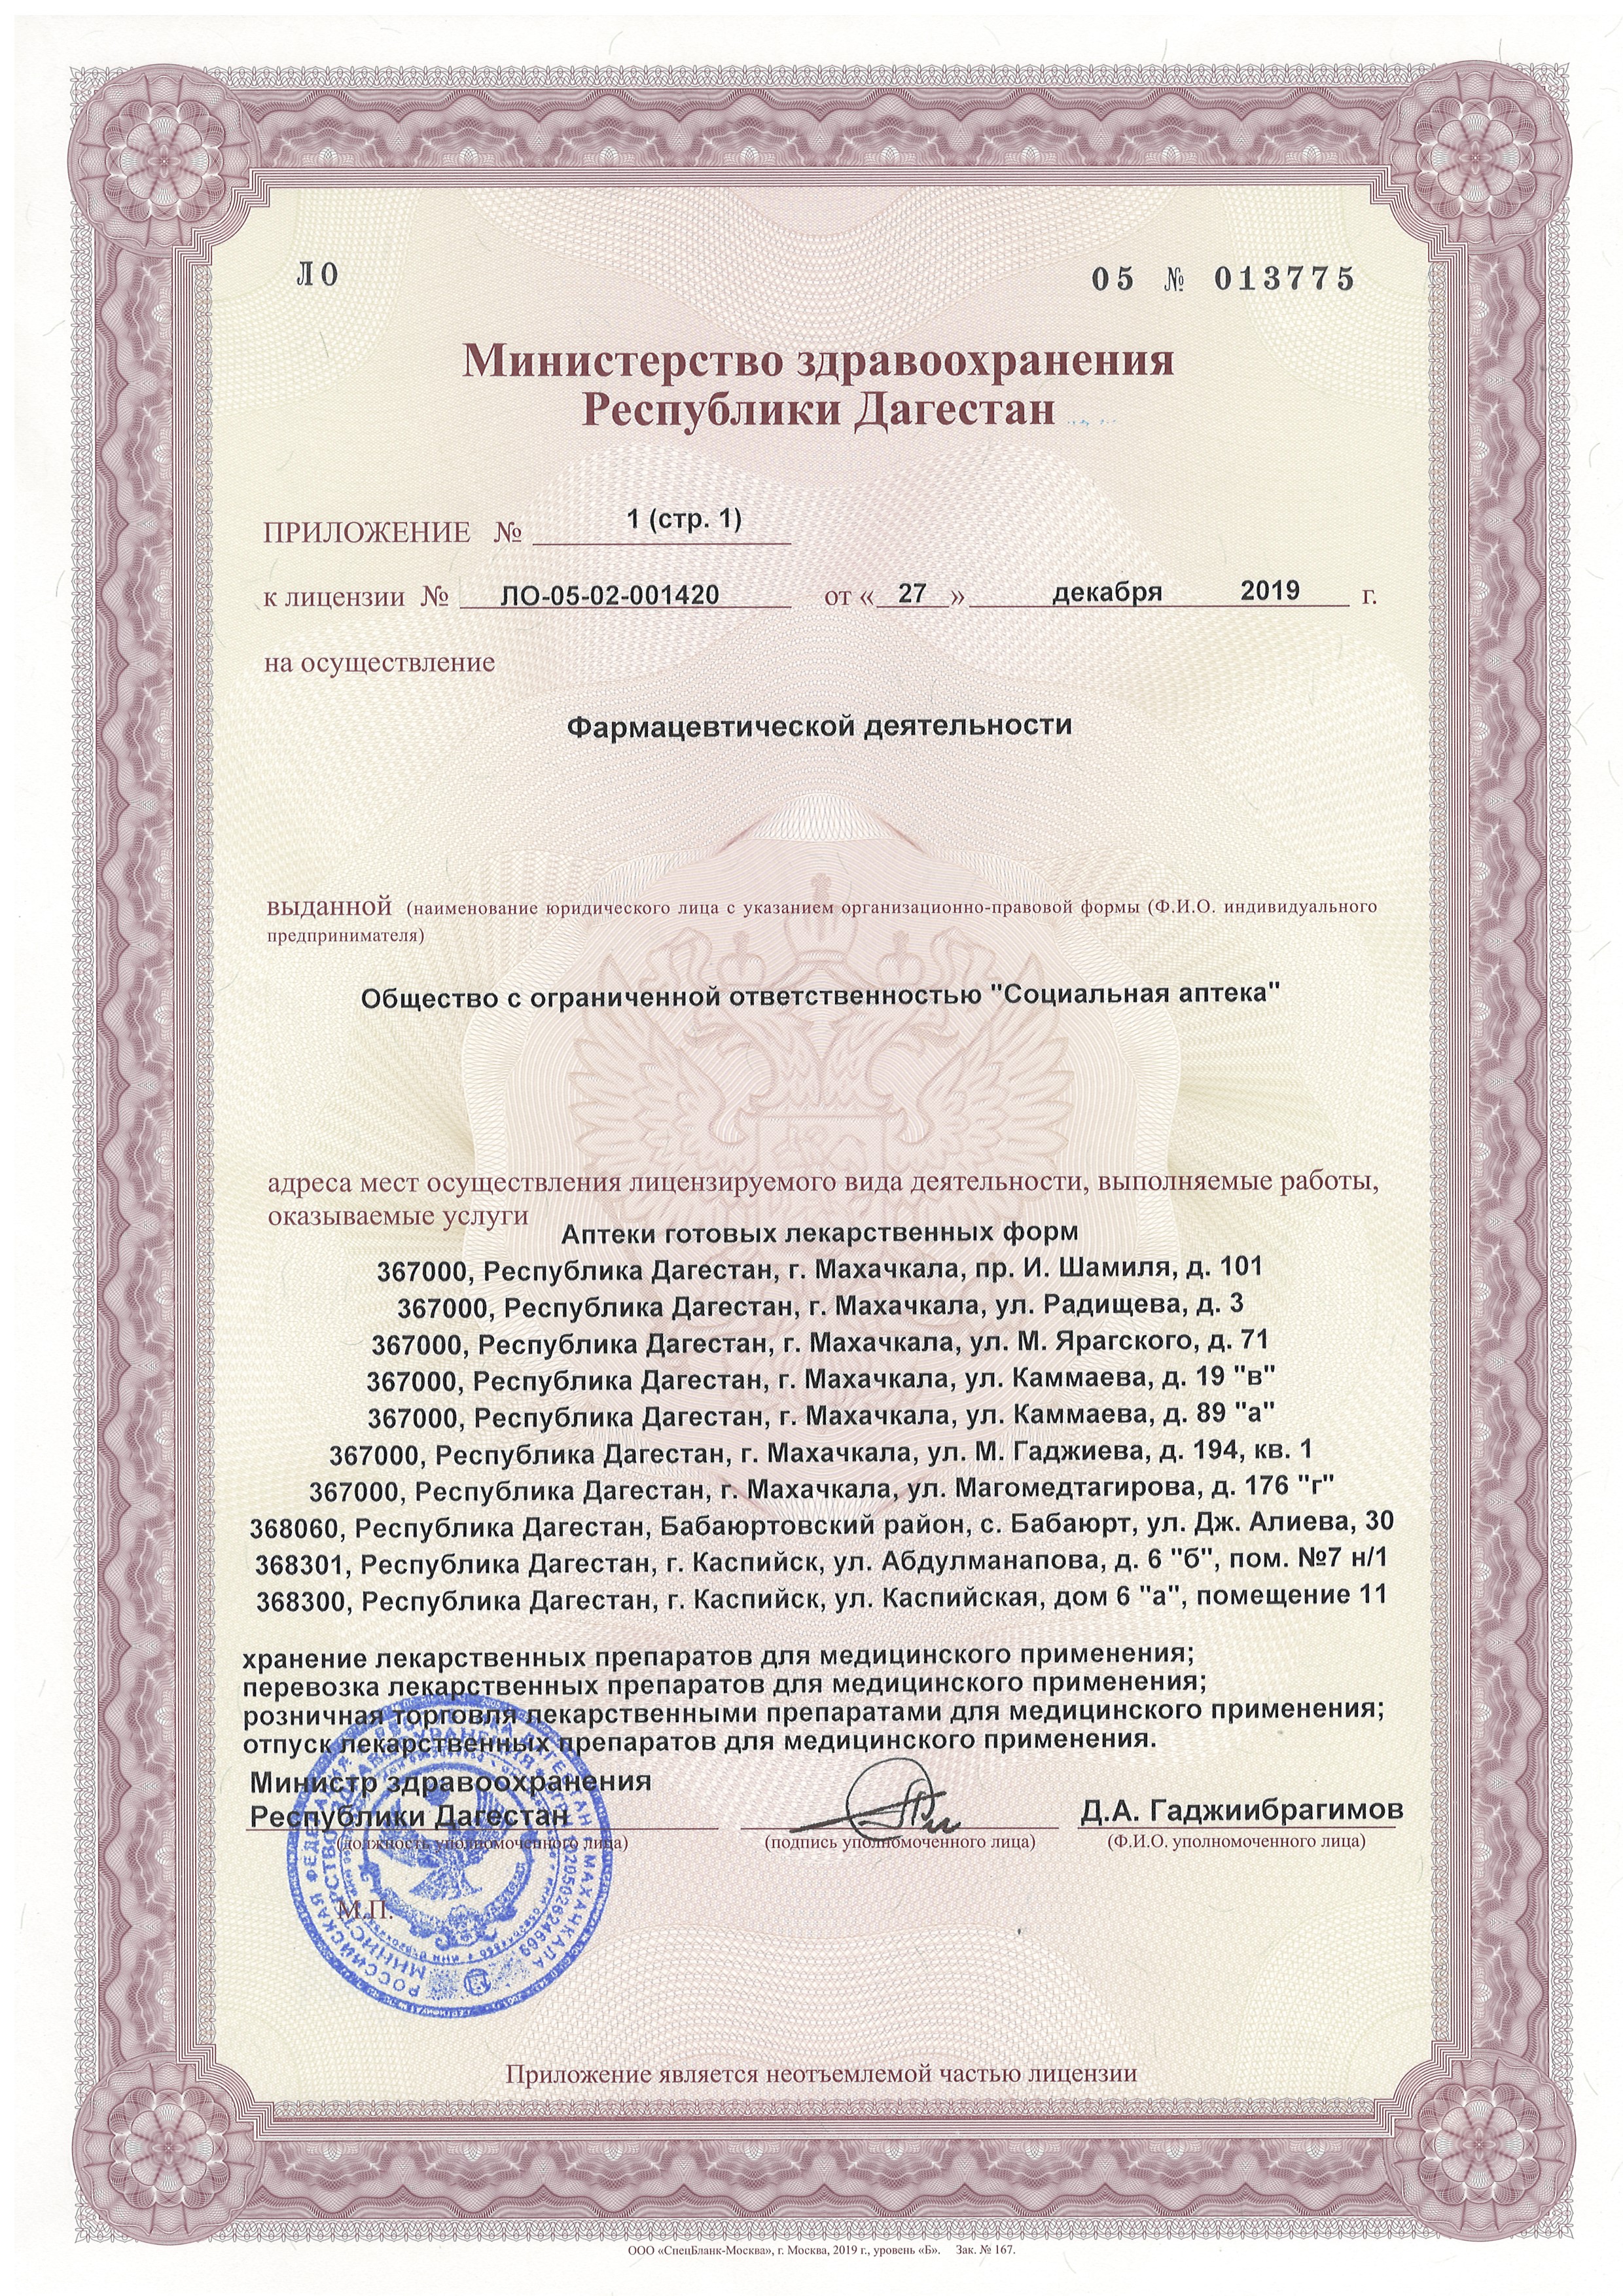 ЛО
05 № 013775
Министерство здравоохранения
Республики Дагестан
ПРИЛОЖЕНИЕ № 1 (стр. 1)
к лицензии № ЛО-05-02-001420 от « 27 » декабря 2019 г.
на осуществление
Фармацевтической деятельности
выданной (наименование юридического лица с указанием организационно-правовой формы (Ф.И.О. индивидуального
предпринимателя)
Общество с ограниченной ответственностью "Социальная аптека"
адреса мест осуществления лицензируемого вида деятельности, выполняемые работы,
оказываемые услуги
Аптеки готовых лекарственных форм
367000, Республика Дагестан, г. Махачкала, пр. И. Шамиля, д. 101
367000, Республика Дагестан, г. Махачкала, ул. Радищева, д. 3
367000, Республика Дагестан, г. Махачкала, ул. М. Ярагского, д. 71
367000, Республика Дагестан, г. Махачкала, ул. Каммаева, д. 19 "в"
367000, Республика Дагестан, г. Махачкала, ул. Каммаева, д. 89 "а"
367000, Республика Дагестан, г. Махачкала, ул. М. Гаджиева, д. 194, кв. 1
367000, Республика Дагестан, г. Махачкала, ул. Магомедтагирова, д. 176 "г"
368060, Республика Дагестан, Бабаюртовский район, с. Бабаюрт, ул. Дж. Алиева, 30
368301, Республика Дагестан, г. Каспийск, ул. Абдулманапова, д. 6 "б", пом. №7 н/1
368300, Республика Дагестан, г. Каспийск, ул. Каспийская, дом 6 "а", помещение 11
хранение лекарственных препаратов для медицинского применения;
перевозка лекарственных препаратов для медицинского применения;
розничная торговля лекарственными препаратами для медицинского применения;
отпуск лекарственных препаратов для медицинского применения.
Министр здравоохранения
Республики Дагестан
Д.А. Гаджиибрагимов
(должность уполномоченного лица)
(подпись уполномоченного лица)
(Ф.И.О. уполномоченного лица)
М.П.
РОССИЙСКАЯ ФЕДЕРАЦИЯ
МАХАЧКАЛА
МИНИСТЕРСТВО
Приложение является неотъемлемой частью лицензии
ООО «СпецБланк-Москва», г. Москва, 2019 г., уровень «Б». Зак. № 167.